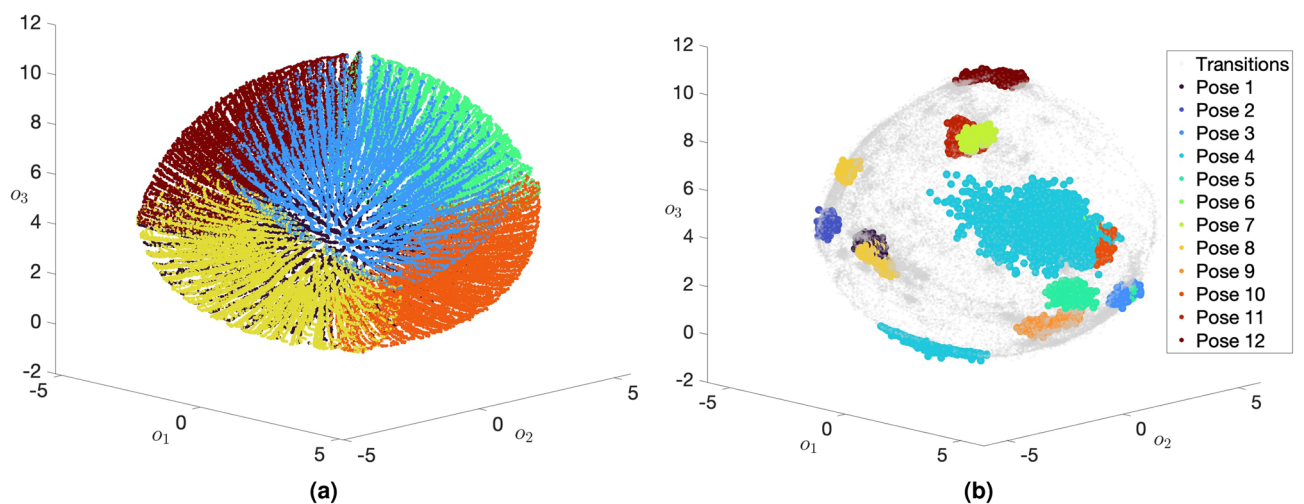 12
10
8
6
o3
4
2
0
-2
-5
0
o1
5
-5
0
o2
5
(a)
12
10
8
6
o3
4
2
0
-2
-5
0
o1
5
-5
0
o2
5
(b)
Transitions
Pose 1
Pose 2
Pose 3
Pose 4
Pose 5
Pose 6
Pose 7
Pose 8
Pose 9
Pose 10
Pose 11
Pose 12